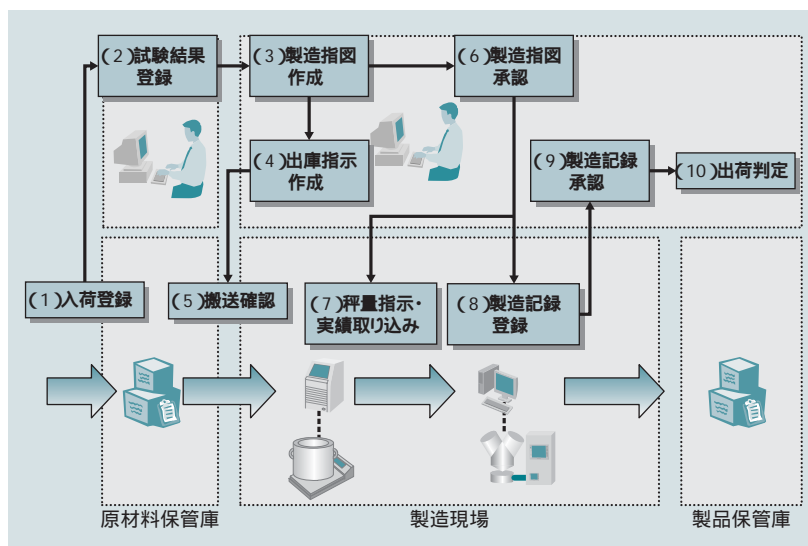 (2)試験結果
登録
(3)製造指図
作成
(6)製造指図
承認
(4)出庫指示
作成
(9)製造記録
承認
(10)出荷判定
(1)入荷登録
(5)搬送確認
(7)秤量指示・
実績取り込み
(8)製造記録
登録
原材料保管庫
製造現場
製品保管庫